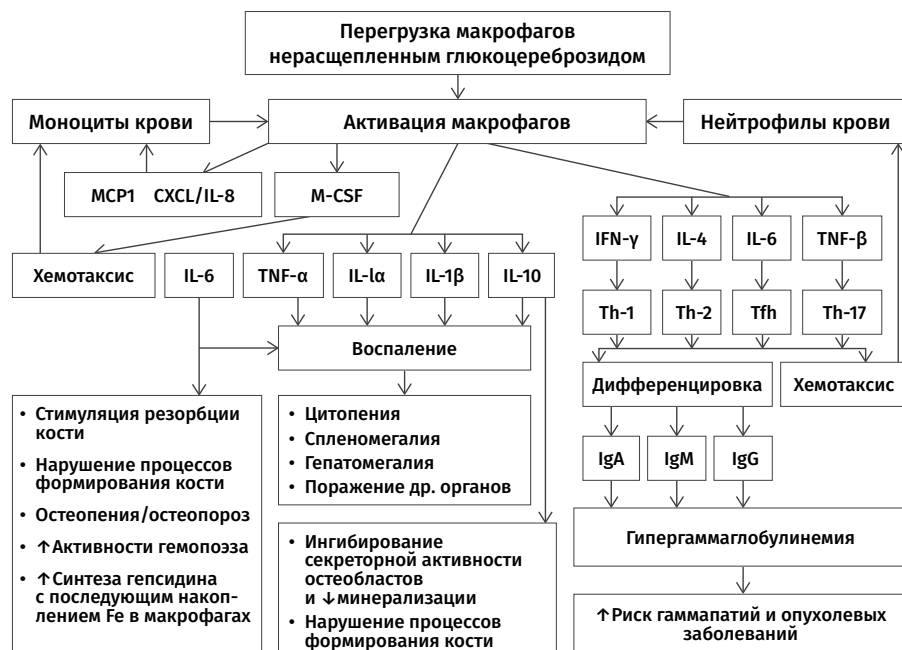 Перегрузка макрофагов
нерасщепленным глюкоцереброзидом
Моноциты крови
Активация макрофагов
Нейтрофилы крови
MCP1 CXCL/IL-8
M-CSF
IFN-γ
IL-4
IL-6
TNF-β
Хемотаксис
IL-6
TNF-α
IL-lα
IL-1β
IL-10
Th-1
Th-2
Tfh
Th-17
Воспаление
Дифференцировка
Хемотаксис
• Стимуляция резорбции
кости
• Нарушение процессов
формирования кости
• Остеопения/остеопороз
• ↑Активности гемопоэза
• ↑Синтеза гепсидина
с последующим накоп-
лением Fe в макрофагах
• Цитопения
• Спленомегалия
• Гепатомегалия
• Поражение др. органов
IgA
IgM
IgG
• Ингибирование
секреторной активности
остеобластов
и ↓минерализации
• Нарушение процессов
формирования кости
Гипергаммаглобулинемия
↑Риск гаммапатий и опухолевых
заболеваний